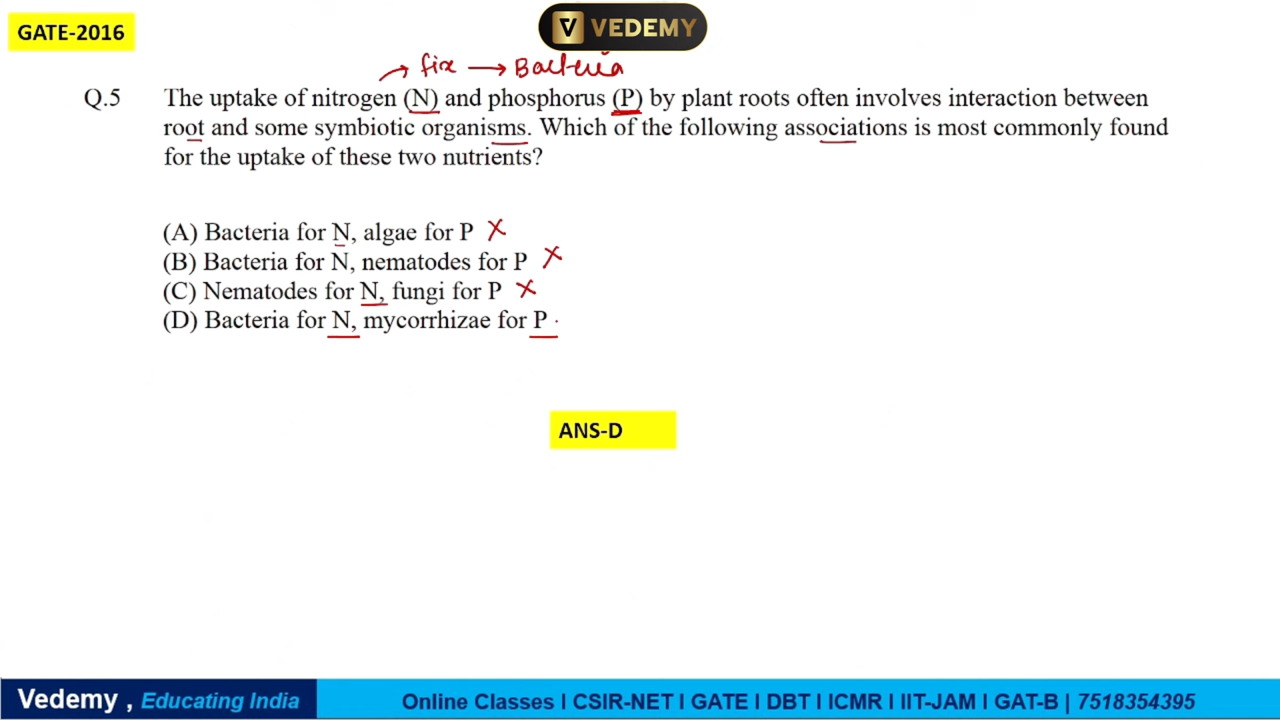 GATE-2016
VEDEMY
fix → Bacteria
Q.5 The uptake of nitrogen (N) and phosphorus (P) by plant roots often involves interaction between
root and some symbiotic organisms. Which of the following associations is most commonly found
for the uptake of these two nutrients?
(A) Bacteria for N, algae for P ×
(B) Bacteria for N, nematodes for P ×
(C) Nematodes for N, fungi for P ×
(D) Bacteria for N, mycorrhizae for P
ANS-D
Vedemy , Educating India
Online Classes I CSIR-NET I GATE I DBT I ICMR I IIT-JAM I GAT-B | 7518354395